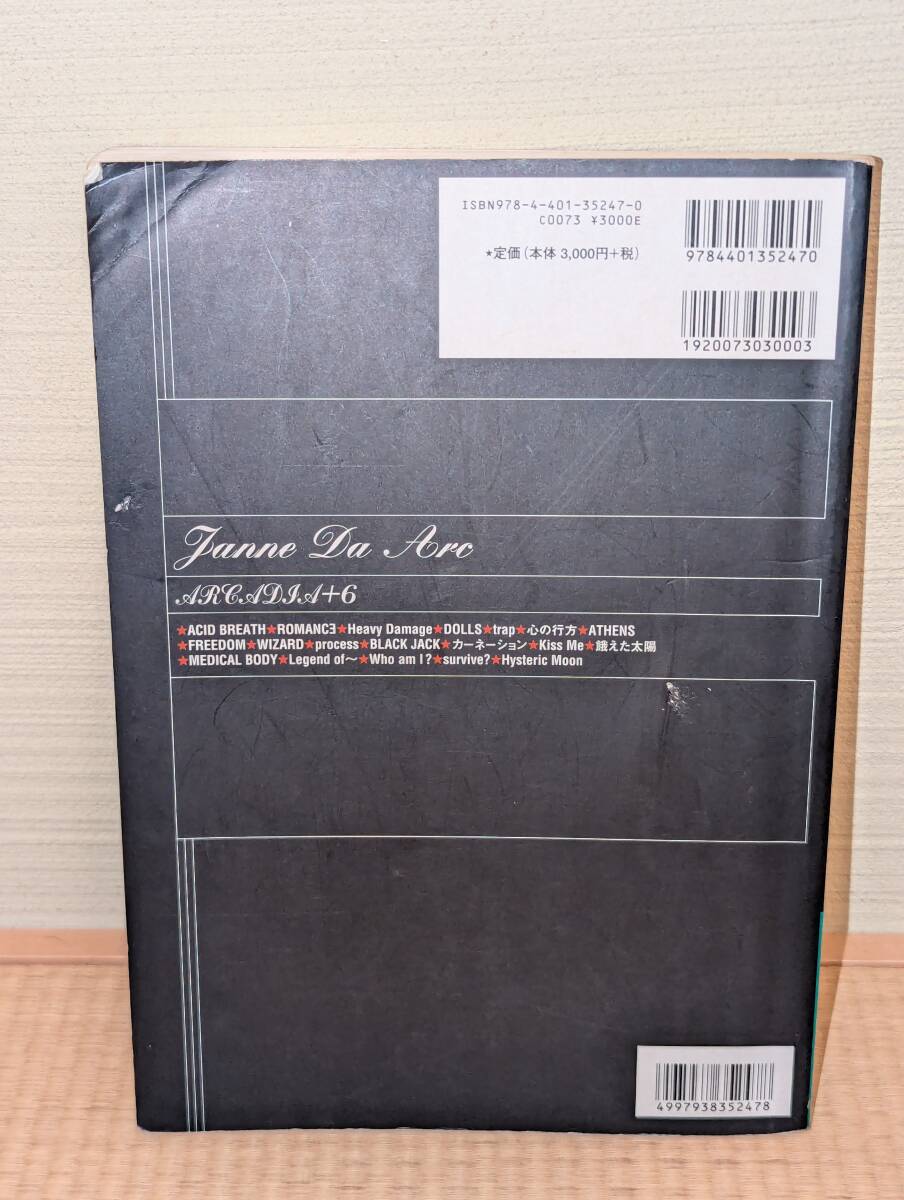 ISBN978-4-401-35247-0
C0073 ¥3000E
★定価(本体 3,000円+税)
9784401352470
1920073030003
Janne Da Arc
ARCADIA+6
★ACID BREATH★ROMANCƎ★Heavy Damage★DOLLS★trap★心の行方★ATHENS
★FREEDOM★WIZARD★process★BLACK JACK★カーネーション★Kiss Me★餓えた太陽
★MEDICAL BODY★Legend of～★Who am I?★survive?★Hysteric Moon
4997938352478